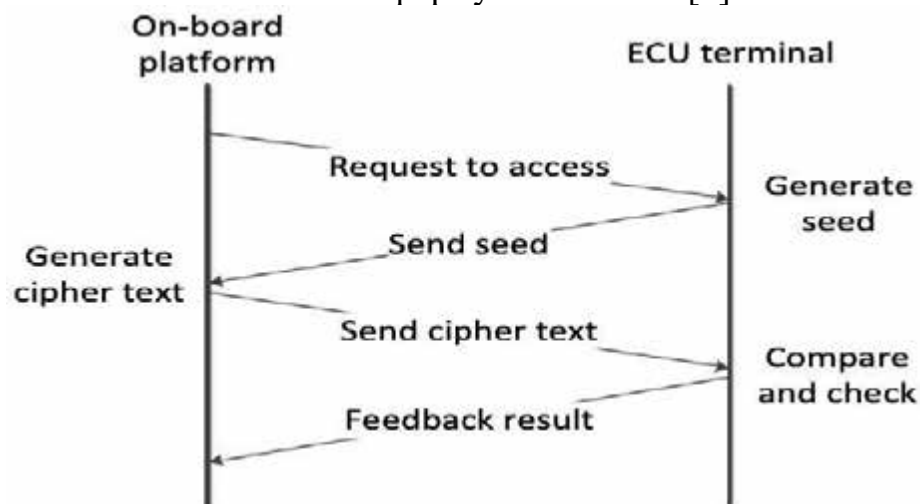 On-board
platform
ECU terminal
Request to access
Generate
seed
Send seed
Generate
cipher text
Send cipher text
Compare
and check
Feedback result